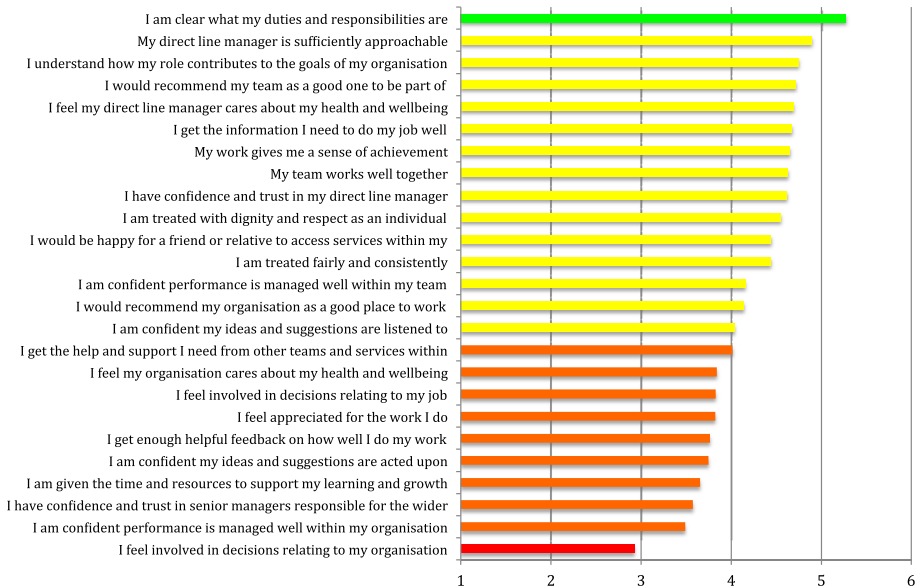 I am clear what my duties and responsibilities are
My direct line manager is sufficiently approachable
I understand how my role contributes to the goals of my organisation
I would recommend my team as a good one to be part of
I feel my direct line manager cares about my health and wellbeing
I get the information I need to do my job well
My work gives me a sense of achievement
My team works well together
I have confidence and trust in my direct line manager
I am treated with dignity and respect as an individual
I would be happy for a friend or relative to access services within my
I am treated fairly and consistently
I am confident performance is managed well within my team
I would recommend my organisation as a good place to work
I am confident my ideas and suggestions are listened to
I get the help and support I need from other teams and services within
I feel my organisation cares about my health and wellbeing
I feel involved in decisions relating to my job
I feel appreciated for the work I do
I get enough helpful feedback on how well I do my work
I am confident my ideas and suggestions are acted upon
I am given the time and resources to support my learning and growth
I have confidence and trust in senior managers responsible for the wider
I am confident performance is managed well within my organisation
I feel involved in decisions relating to my organisation
1 2 3 4 5 6